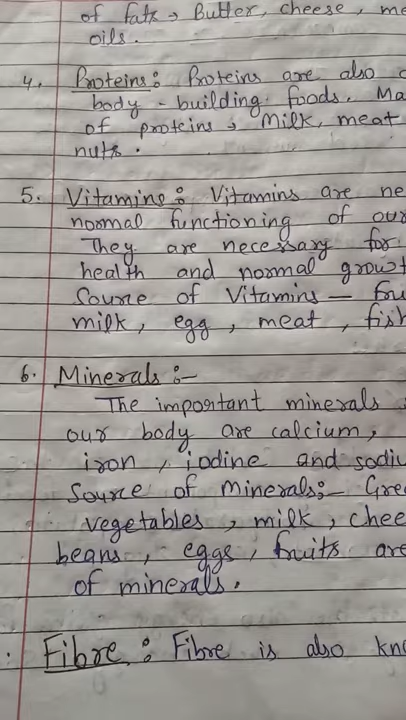 of fats → Butter, cheese, me
oils.
4. Proteins: Proteins are also
body - building foods. Ma
of proteins → Milk, meat
nuts.
5. Vitamins: Vitamins are ne
normal functioning of our
They are necessary for
health and normal growt
Source of Vitamins — fru
milk, egg, meat, fish
6. Minerals :-
The important minerals
our body are calcium,
iron, iodine and sodiu
Source of minerals:- Gree
vegetables, milk, chee
beans, eggs, fruits are
of minerals.
Fibre: Fibre is also kno